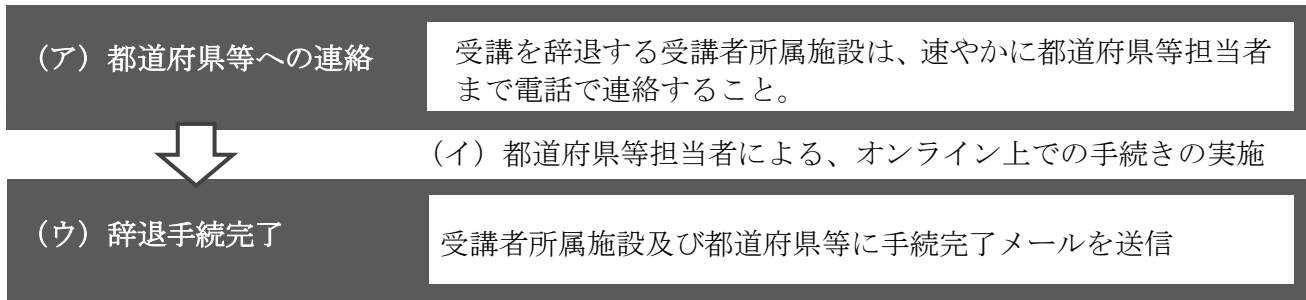 （ア）都道府県等への連絡
受講を辞退する受講者所属施設は、速やかに都道府県等担当者
まで電話で連絡すること。
（イ）都道府県等担当者による、オンライン上での手続きの実施
（ウ）辞退手続完了
受講者所属施設及び都道府県等に手続完了メールを送信